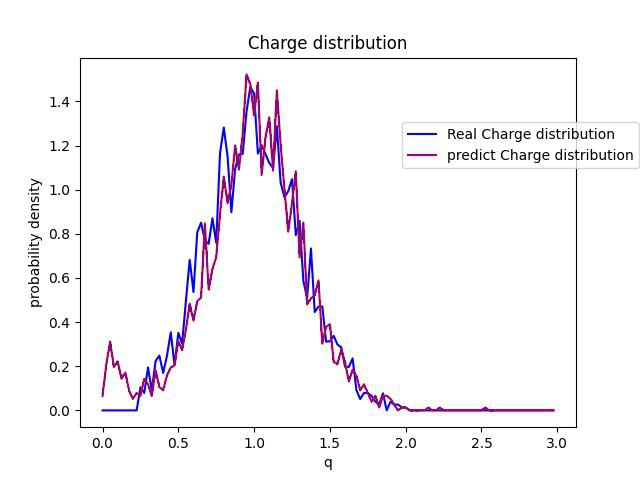 Charge distribution
1.4
1.2
1.0
0.8
0.6
0.4
0.2
0.0
probability density
Real Charge distribution
predict Charge distribution
0.0 0.5 1.0 1.5 2.0 2.5 3.0
q